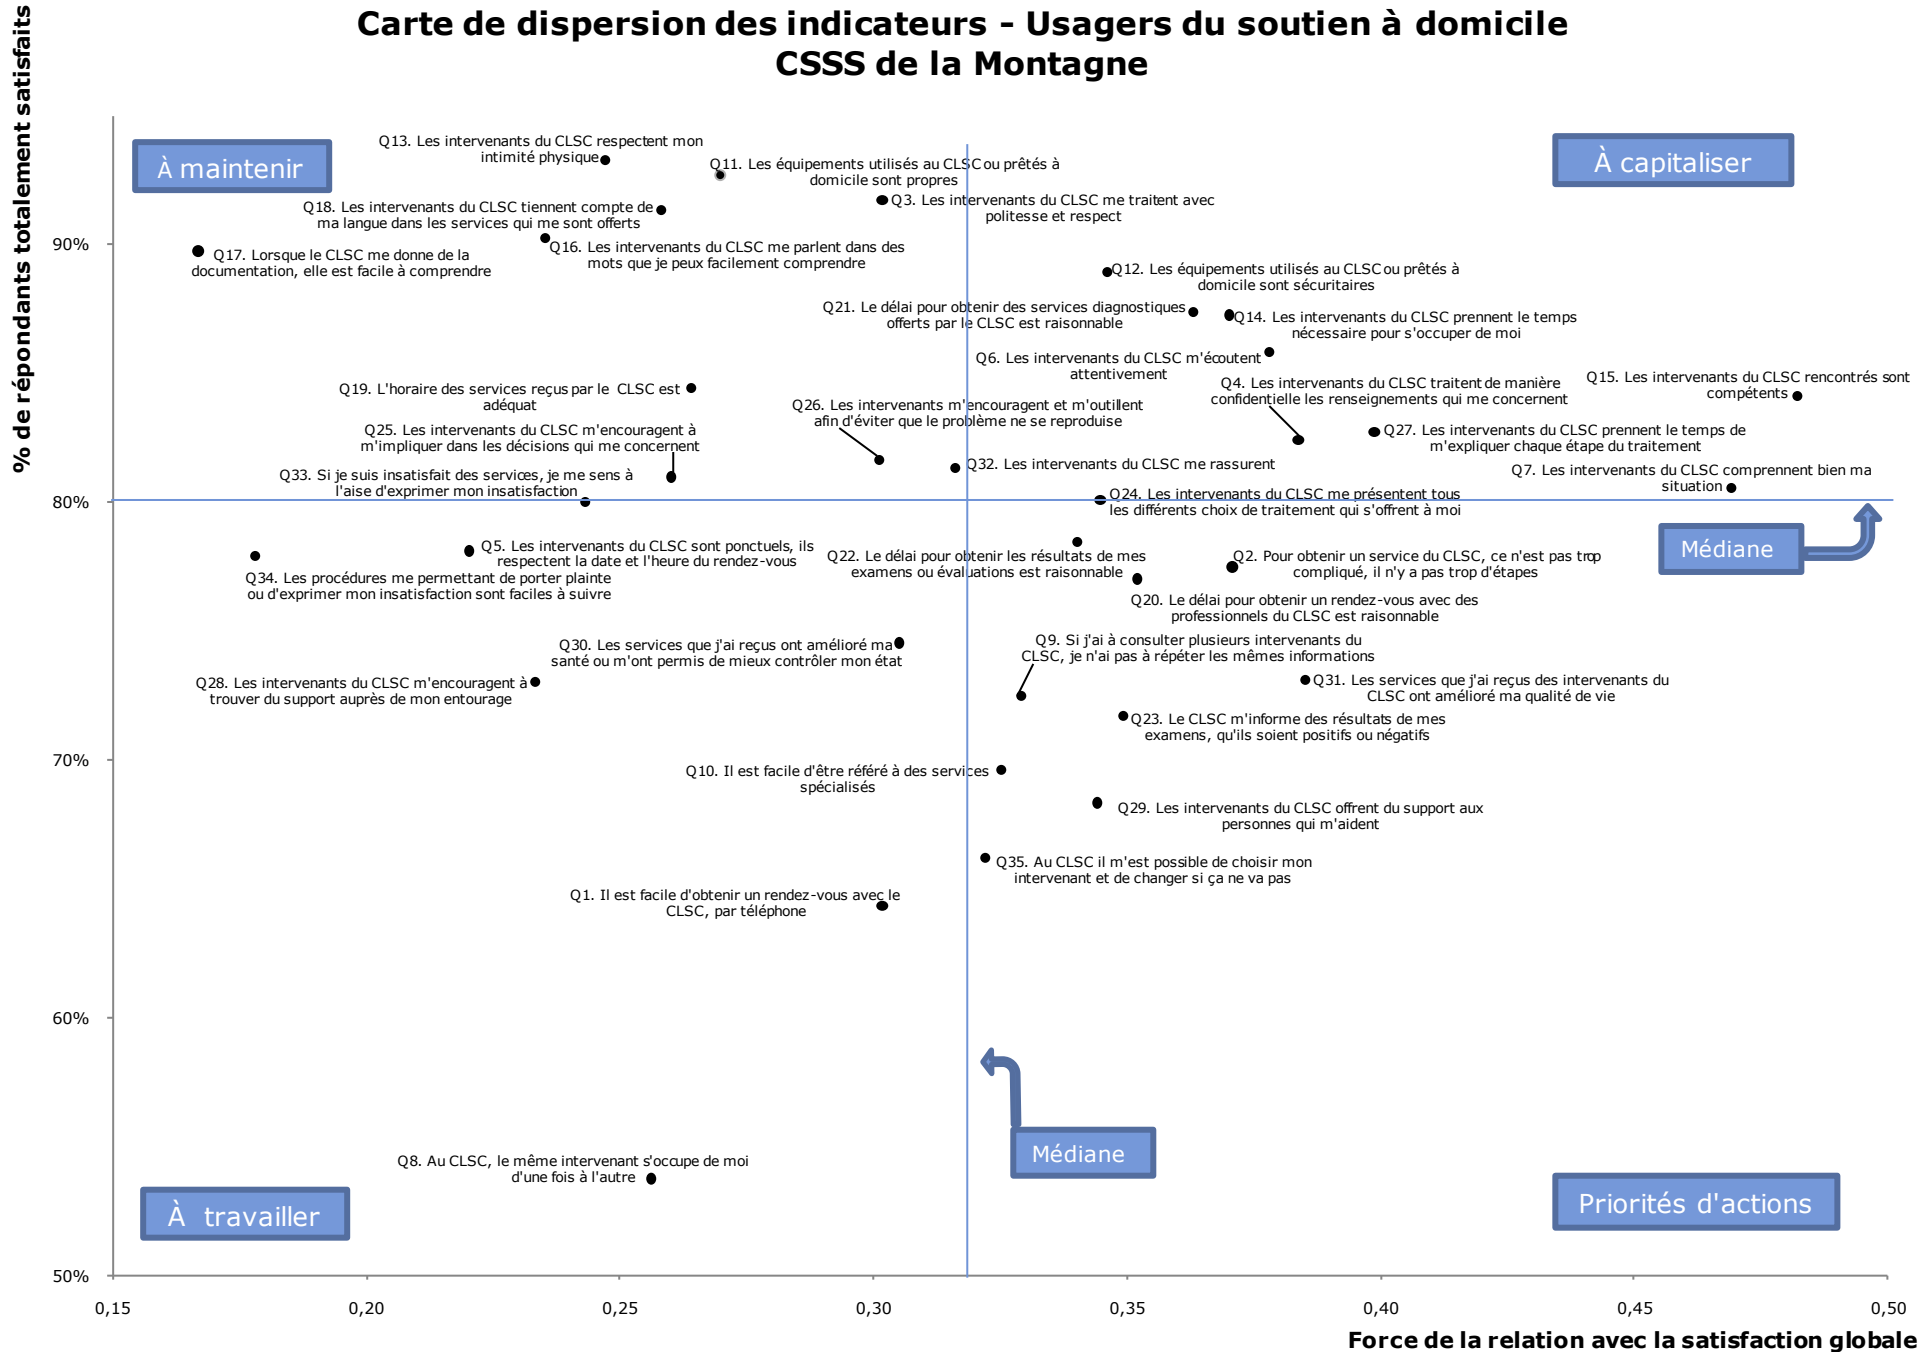 Carte de dispersion des indicateurs - Usagers du soutien à domicile
CSSS de la Montagne
% de répondants totalement satisfaits
À maintenir
À capitaliser
Q13. Les intervenants du CLSC respectent mon
intimité physique
Q11. Les équipements utilisés au CLSC ou prêtés à
domicile sont propres
Q3. Les intervenants du CLSC me traitent avec
politesse et respect
Q18. Les intervenants du CLSC tiennent compte de
ma langue dans les services qui me sont offerts
90%
Q16. Les intervenants du CLSC me parlent dans des
mots que je peux facilement comprendre
Q17. Lorsque le CLSC me donne de la
documentation, elle est facile à comprendre
Q12. Les équipements utilisés au CLSC ou prêtés à
domicile sont sécuritaires
Q21. Le délai pour obtenir des services diagnostiques
offerts par le CLSC est raisonnable
Q14. Les intervenants du CLSC prennent le temps
nécessaire pour s'occuper de moi
Q6. Les intervenants du CLSC m'écoutent
attentivement
Q19. L'horaire des services reçus par le CLSC est
adéquat
Q4. Les intervenants du CLSC traitent de manière
confidentielle les renseignements qui me concernent
Q15. Les intervenants du CLSC rencontrés sont
compétents
Q26. Les intervenants m'encouragent et m'outillent
afin d'éviter que le problème ne se reproduise
Q25. Les intervenants du CLSC m'encouragent à
m'impliquer dans les décisions qui me concernent
Q27. Les intervenants du CLSC prennent le temps de
m'expliquer chaque étape du traitement
Q32. Les intervenants du CLSC me rassurent
Q7. Les intervenants du CLSC comprennent bien ma
situation
Q33. Si je suis insatisfait des services, je me sens à
l'aise d'exprimer mon insatisfaction
80%
Q24. Les intervenants du CLSC me présentent tous
les différents choix de traitement qui s'offrent à moi
Médiane
Q5. Les intervenants du CLSC sont ponctuels, ils
respectent la date et l'heure du rendez-vous
Q22. Le délai pour obtenir les résultats de mes
examens ou évaluations est raisonnable
Q2. Pour obtenir un service du CLSC, ce n'est pas trop
compliqué, il n'y a pas trop d'étapes
Q34. Les procédures me permettant de porter plainte
ou d'exprimer mon insatisfaction sont faciles à suivre
Q20. Le délai pour obtenir un rendez-vous avec des
professionnels du CLSC est raisonnable
Q30. Les services que j'ai reçus ont amélioré ma
santé ou m'ont permis de mieux contrôler mon état
Q9. Si j'ai à consulter plusieurs intervenants du
CLSC, je n'ai pas à répéter les mêmes informations
Q28. Les intervenants du CLSC m'encouragent à
trouver du support auprès de mon entourage
Q31. Les services que j'ai reçus des intervenants du
CLSC ont amélioré ma qualité de vie
Q23. Le CLSC m'informe des résultats de mes
examens, qu'ils soient positifs ou négatifs
70%
Q10. Il est facile d'être référé à des services
spécialisés
Q29. Les intervenants du CLSC offrent du support aux
personnes qui m'aident
Q35. Au CLSC il m'est possible de choisir mon
intervenant et de changer si ça ne va pas
Q1. Il est facile d'obtenir un rendez-vous avec le
CLSC, par téléphone
60%
Médiane
Q8. Au CLSC, le même intervenant s'occupe de moi
d'une fois à l'autre
À travailler
Priorités d'actions
50%
0,15
0,20
0,25
0,30
0,35
0,40
0,45
0,50
Force de la relation avec la satisfaction globale